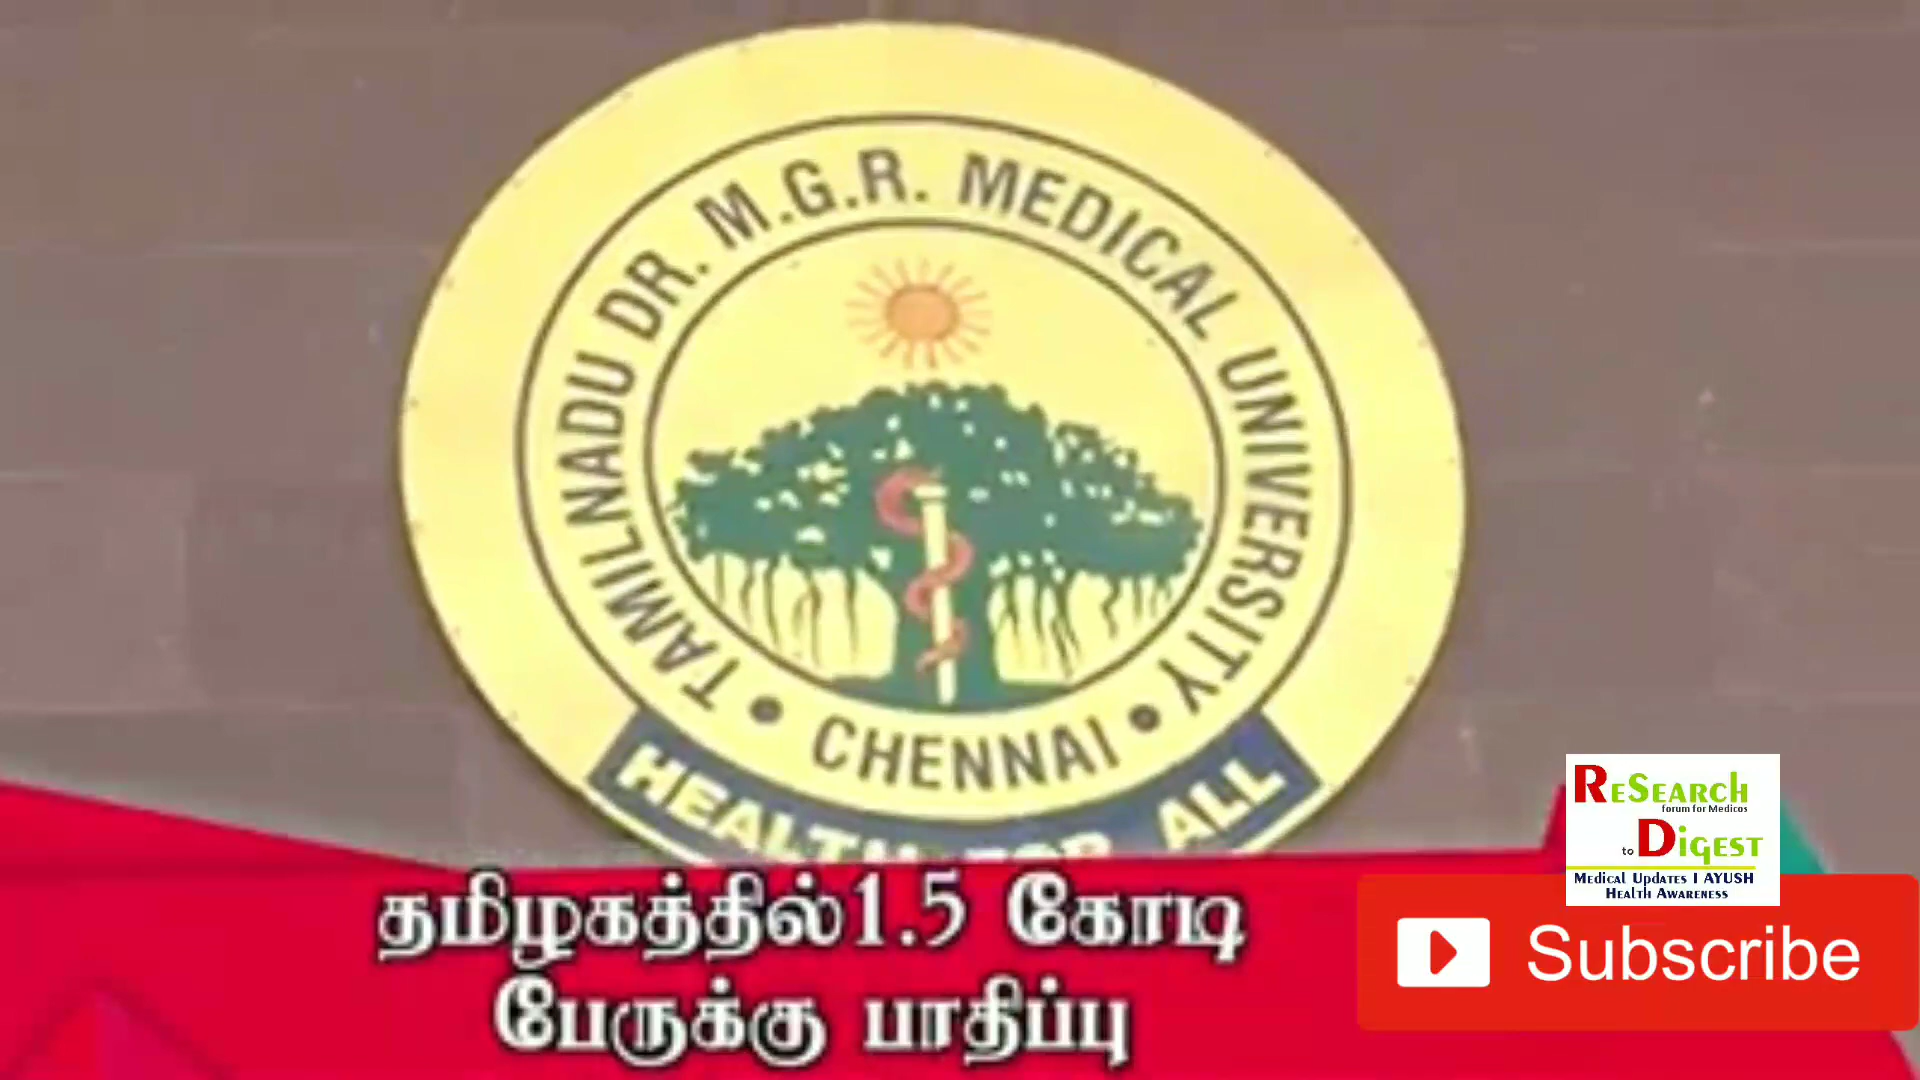 TAMILNADU DR. M.G.R. MEDICAL UNIVERSITY
• CHENNAI •
HEALTH FOR ALL
தமிழகத்தில் 1.5 கோடி
பேருக்கு பாதிப்பு
ReSearch
forum for Medicos
to Digest
Medical Updates I AYUSH
Health Awareness
Subscribe